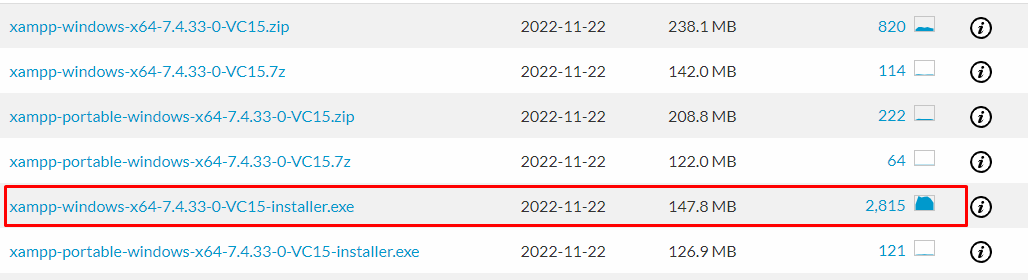 xampp-windows-x64-7.4.33-0-VC15.zip 2022-11-22 238.1 MB 820 i
xampp-windows-x64-7.4.33-0-VC15.7z 2022-11-22 142.0 MB 114 i
xampp-portable-windows-x64-7.4.33-0-VC15.zip 2022-11-22 208.8 MB 222 i
xampp-portable-windows-x64-7.4.33-0-VC15.7z 2022-11-22 122.0 MB 64 i
xampp-windows-x64-7.4.33-0-VC15-installer.exe 2022-11-22 147.8 MB 2,815 i
xampp-portable-windows-x64-7.4.33-0-VC15-installer.exe 2022-11-22 126.9 MB 121 i